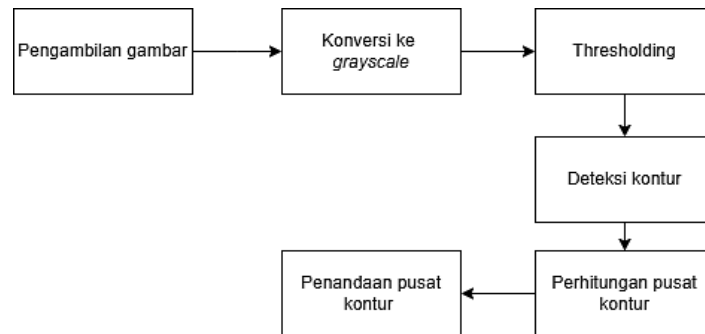 Pengambilan gambar
Konversi ke
grayscale
Thresholding
Deteksi kontur
Perhitungan pusat
kontur
Penandaan pusat
kontur